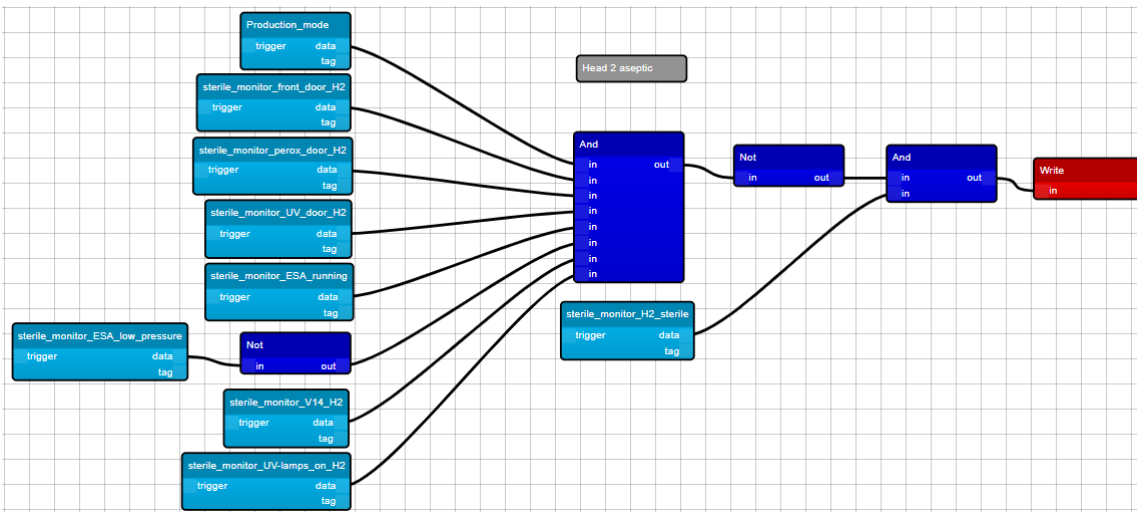 Production_mode
trigger data
tag
sterile_monitor_front_door_H2
trigger data
tag
sterile_monitor_perox_door_H2
trigger data
tag
sterile_monitor_UV_door_H2
trigger data
tag
sterile_monitor_ESA_running
trigger data
tag
sterile_monitor_ESA_low_pressure
trigger data
tag
Not
in out
sterile_monitor_V14_H2
trigger data
tag
sterile_monitor_UV-lamps_on_H2
trigger data
tag
Head 2 aseptic
And
in out
in
in
in
in
in
in
in
sterile_monitor_H2_sterile
trigger data
tag
Not
in out
And
in out
in
Write
in